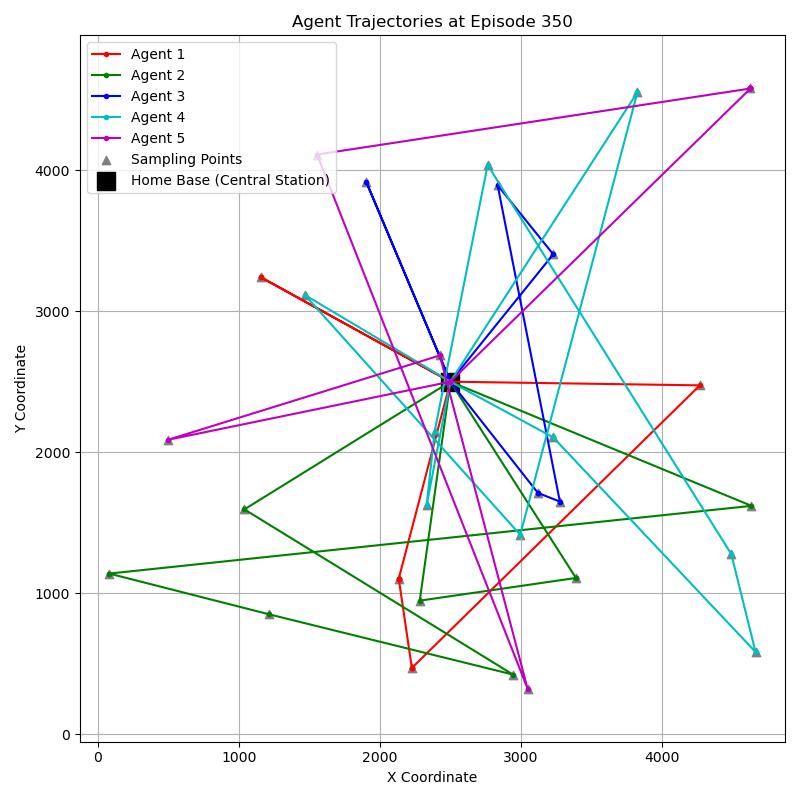 Agent Trajectories at Episode 350
Agent 1
Agent 2
Agent 3
Agent 4
Agent 5
Sampling Points
Home Base (Central Station)
Y Coordinate
4000
3000
2000
1000
0
0 1000 2000 3000 4000
X Coordinate